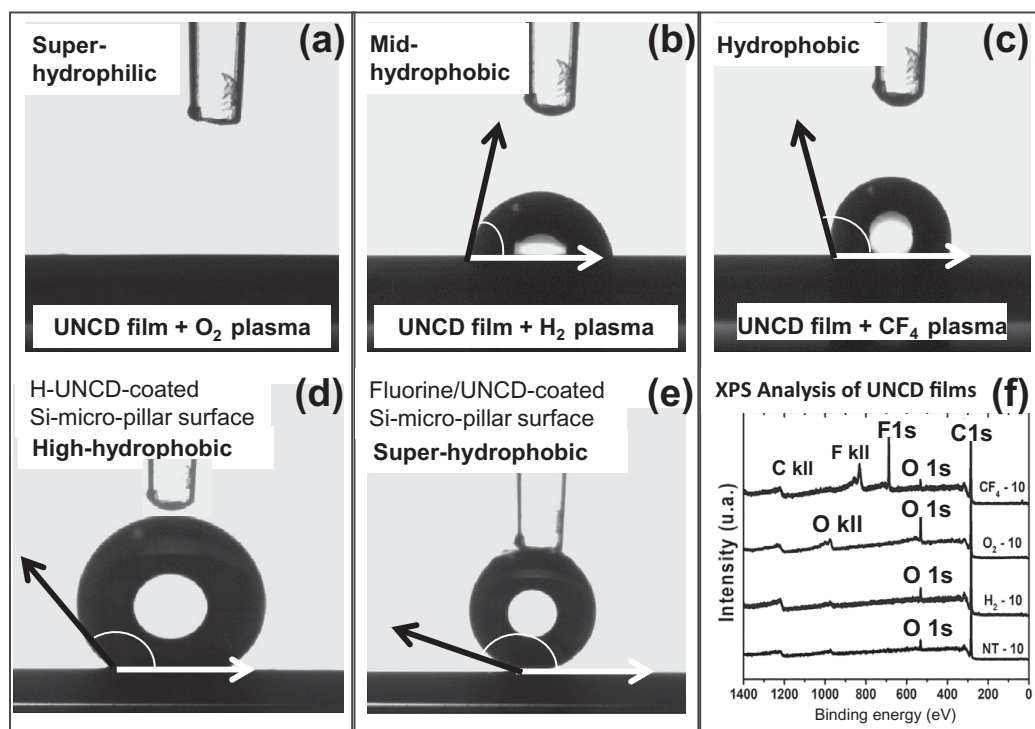 Super-
hydrophilic
(a)
UNCD film + O₂ plasma
Mid-
hydrophobic
(b)
UNCD film + H₂ plasma
Hydrophobic
(c)
UNCD film + CF₄ plasma
H-UNCD-coated
Si-micro-pillar surface
High-hydrophobic
(d)
Fluorine/UNCD-coated
Si-micro-pillar surface
Super-hydrophobic
(e)
XPS Analysis of UNCD films
(f)
F1s
C1s
F kll
C kll
O 1s
CF₄ - 10
O 1s
O kll
O₂ - 10
O 1s
H₂ - 10
O 1s
NT - 10
Intensity (u.a.)
1400 1200 1000 800 600 400 200 0
Binding energy (eV)